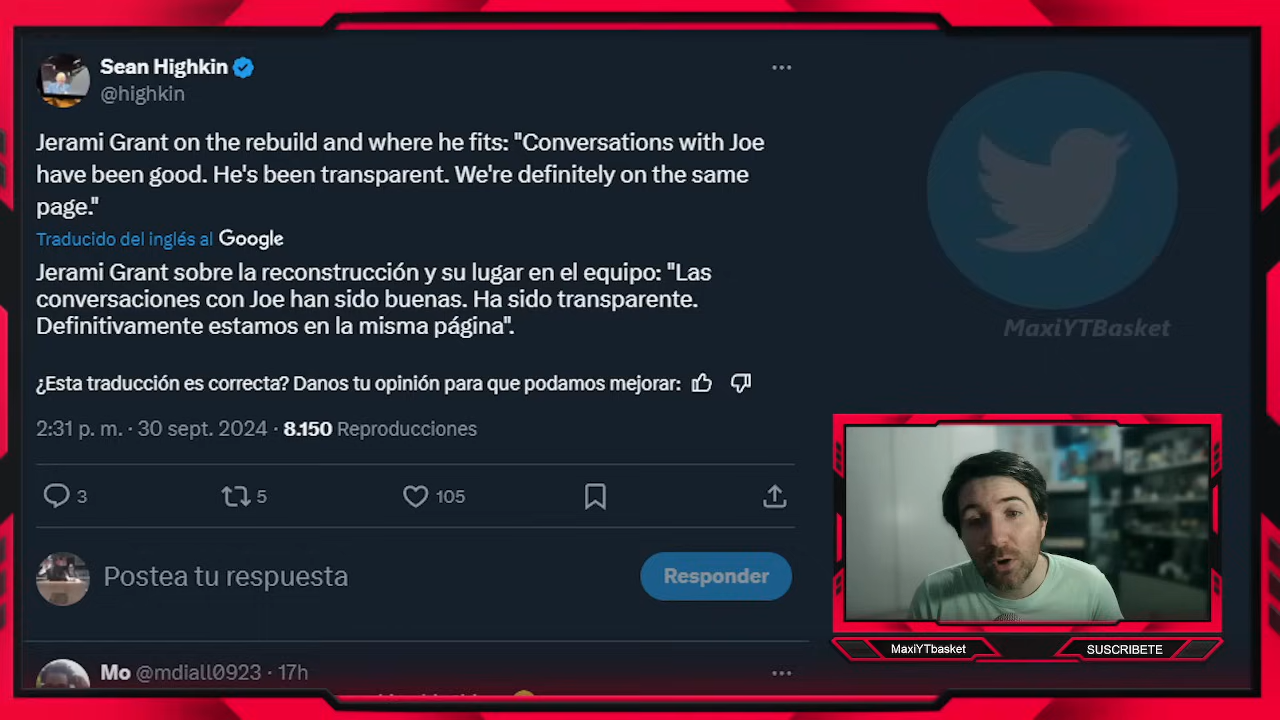 Sean Highkin
@highkin
Jerami Grant on the rebuild and where he fits: "Conversations with Joe
have been good. He's been transparent. We're definitely on the same
page."
Traducido del inglés al Google
Jerami Grant sobre la reconstrucción y su lugar en el equipo: "Las
conversaciones con Joe han sido buenas. Ha sido transparente.
Definitivamente estamos en la misma página".
¿Esta traducción es correcta? Danos tu opinión para que podamos mejorar:
2:31 p. m. · 30 sept. 2024 · 8.150 Reproducciones
3
5
105
Postea tu respuesta
Responder
Mo @mdiall0923 · 17h
MaxiYTBasket
MaxiYTbasket
SUSCRIBETE